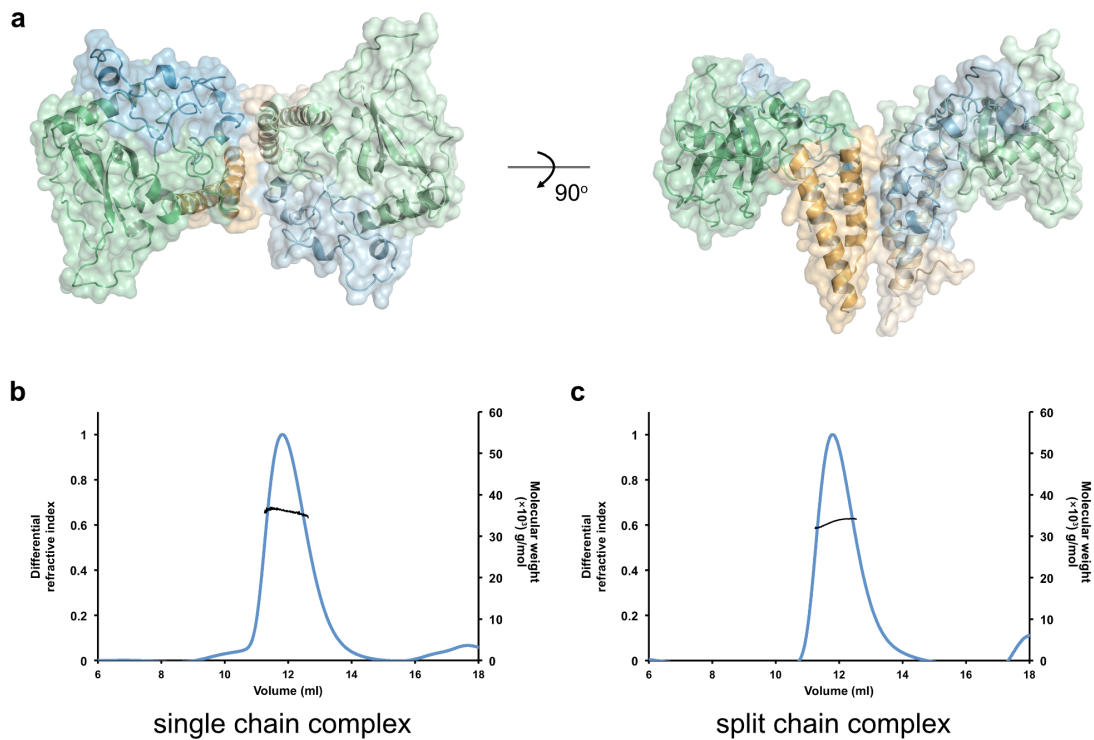 a
90º
b
c
1
0.8
0.6
0.4
0.2
0
Differential
refractive index
60
50
40
30
20
10
0
Molecular weight
(×10³) g/mol
6 8 10 12 14 16 18
Volume (ml)
single chain complex
1
0.8
0.6
0.4
0.2
0
Differential
refractive index
60
50
40
30
20
10
0
Molecular weight
(×10³) g/mol
6 8 10 12 14 16 18
Volume (ml)
split chain complex